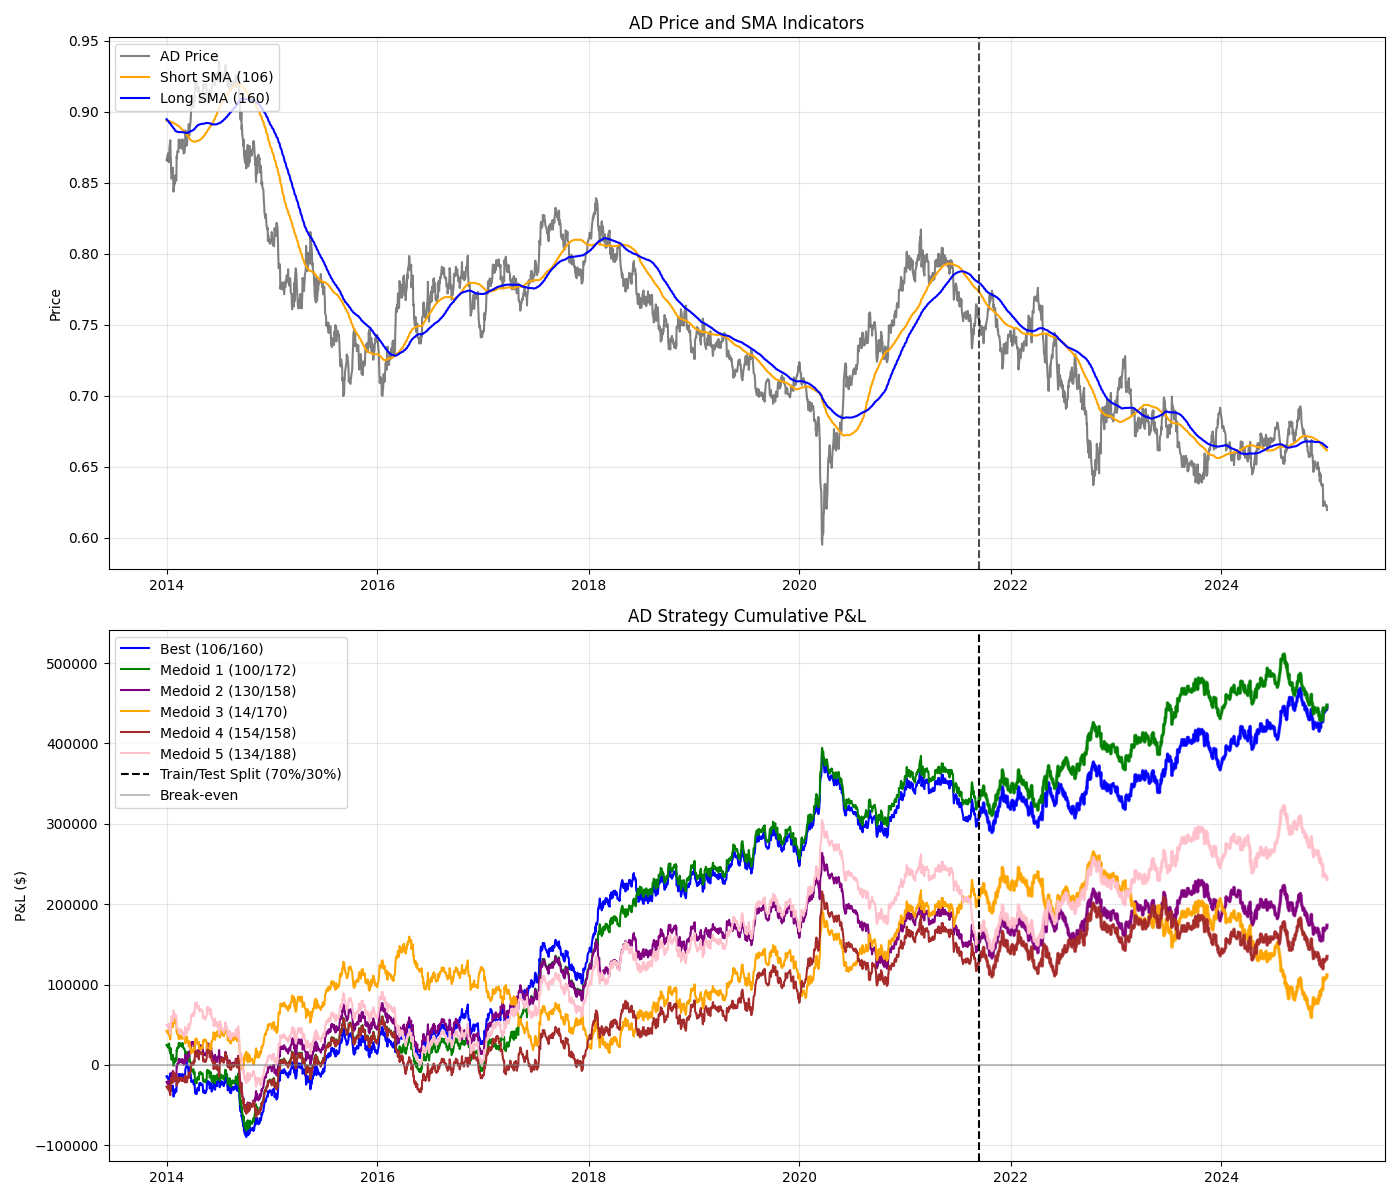 AD Price and SMA Indicators
AD Price
Short SMA (106)
Long SMA (160)
Price
0.95
0.90
0.85
0.80
0.75
0.70
0.65
0.60
2014 2016 2018 2020 2022 2024
AD Strategy Cumulative P&L
Best (106/160)
Medoid 1 (100/172)
Medoid 2 (130/158)
Medoid 3 (14/170)
Medoid 4 (154/158)
Medoid 5 (134/188)
Train/Test Split (70%/30%)
Break-even
P&L ($)
500000
400000
300000
200000
100000
0
−100000
2014 2016 2018 2020 2022 2024